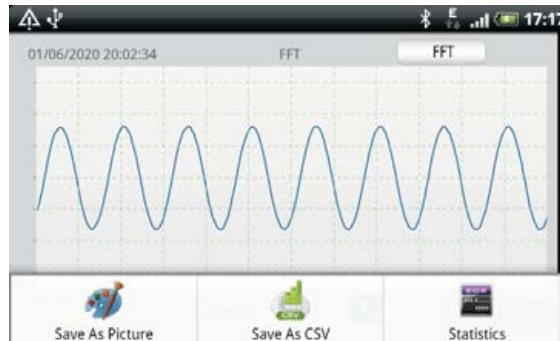 E 17:17
01/06/2020 20:02:34 FFT FFT
Save As Picture Save As CSV Statistics